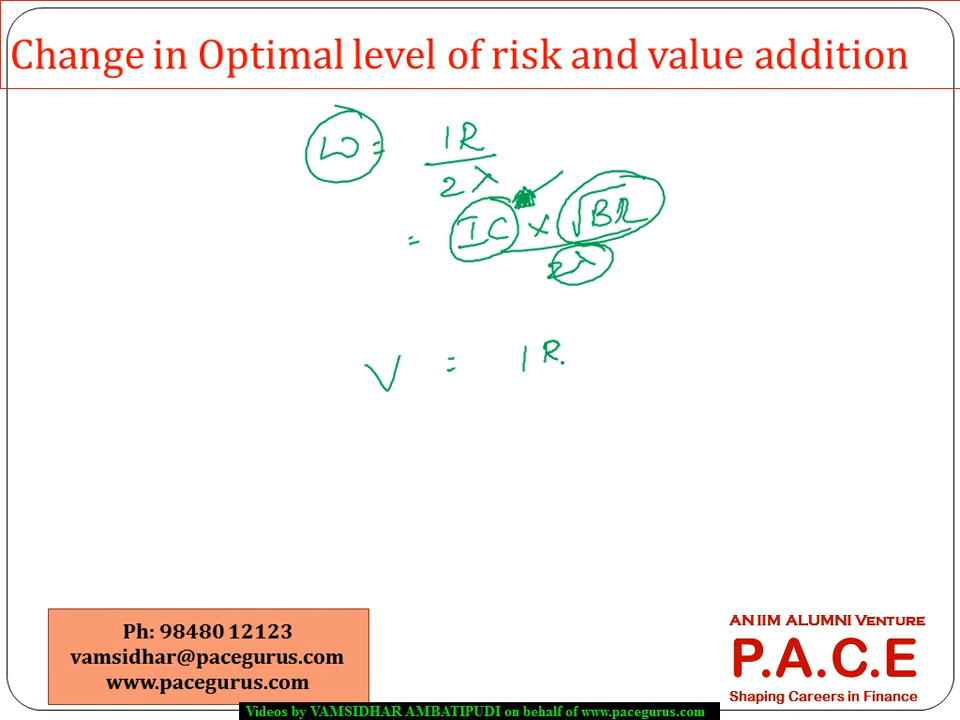 Change in Optimal level of risk and value addition
ω = IR / 2λ
= IC × √BR / 2λ
V = IR.
Ph: 98480 12123
vamsidhar@pacegurus.com
www.pacegurus.com
AN IIM ALUMNI VENTURE
P.A.C.E
Shaping Careers in Finance
Videos by VAMSIDHAR AMBATIPUDI on behalf of www.pacegurus.com